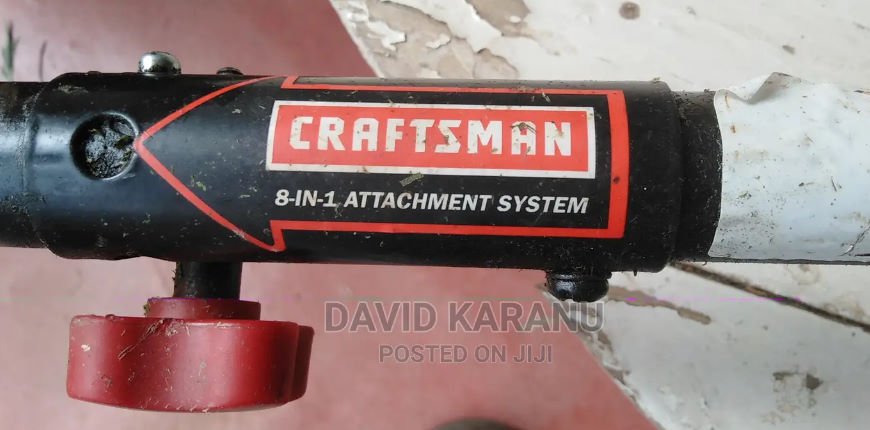 CRAFTSMAN
8-IN-1 ATTACHMENT SYSTEM
DAVID KARANU
POSTED ON JIJI